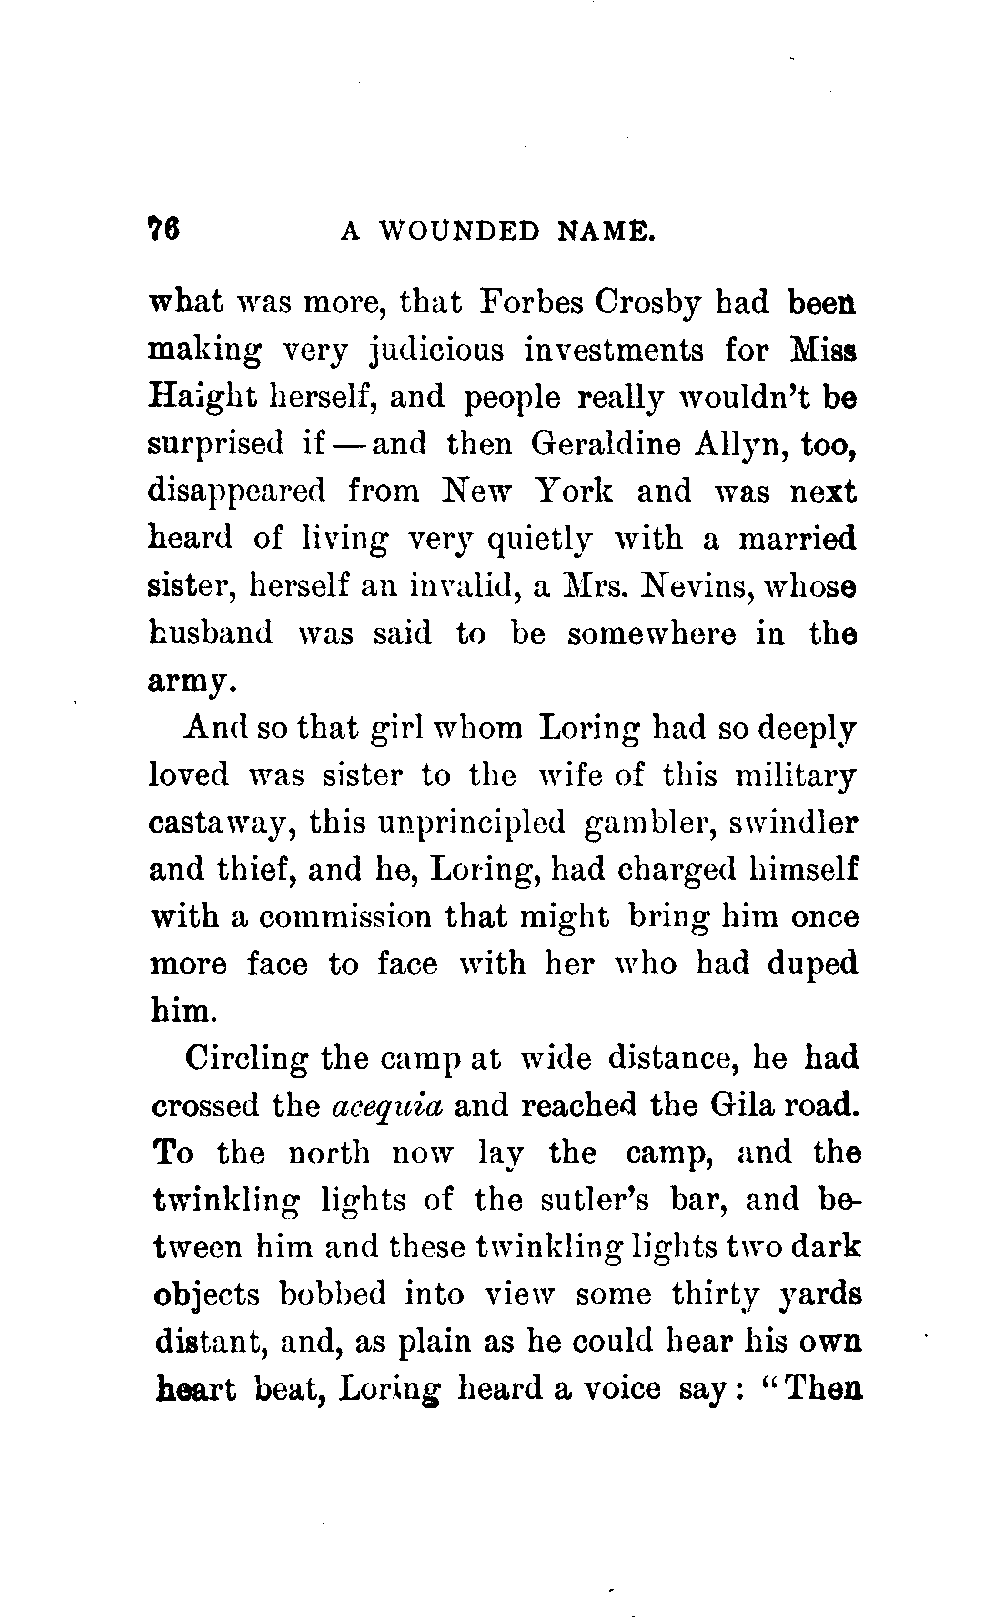 76 A WOUNDED NAME.
what was more, that Forbes Crosby had been
making very judicious investments for Miss
Haight herself, and people really wouldn't be
surprised if — and then Geraldine Allyn, too,
disappeared from New York and was next
heard of living very quietly with a married
sister, herself an invalid, a Mrs. Nevins, whose
husband was said to be somewhere in the
army.
And so that girl whom Loring had so deeply
loved was sister to the wife of this military
castaway, this unprincipled gambler, swindler
and thief, and he, Loring, had charged himself
with a commission that might bring him once
more face to face with her who had duped
him.
Circling the camp at wide distance, he had
crossed the acequia and reached the Gila road.
To the north now lay the camp, and the
twinkling lights of the sutler's bar, and be-
tween him and these twinkling lights two dark
objects bobbed into view some thirty yards
distant, and, as plain as he could hear his own
heart beat, Loring heard a voice say: "Then